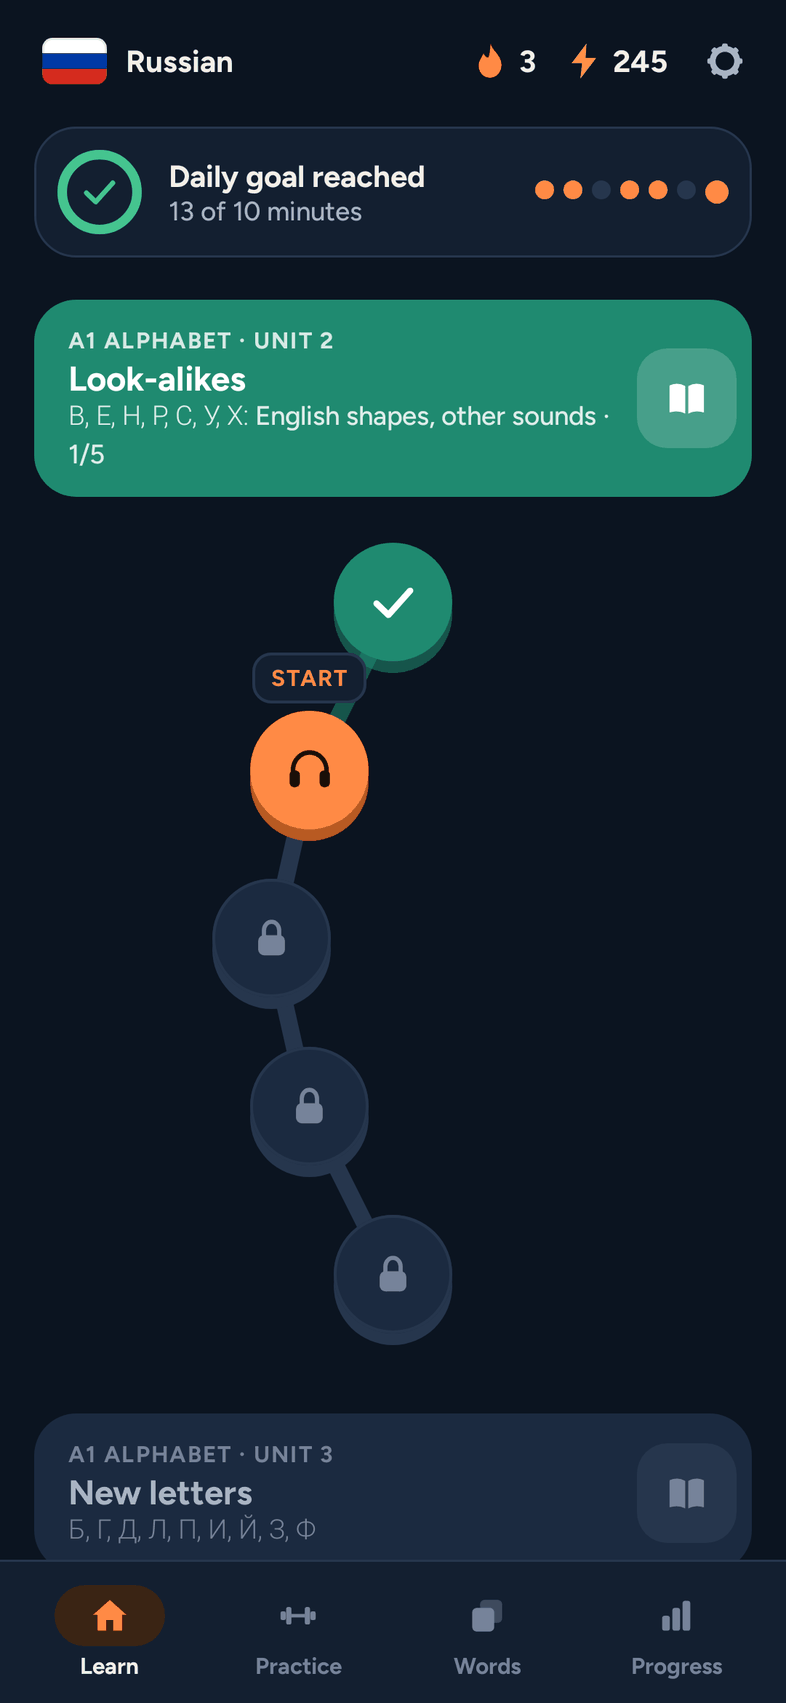 Russian
3
245
Daily goal reached
13 of 10 minutes
A1 ALPHABET · UNIT 2
Look-alikes
В, Е, Н, Р, С, У, Х: English shapes, other sounds ·
1/5
START
A1 ALPHABET · UNIT 3
New letters
Б, Г, Д, Л, П, И, Й, З, Ф
Learn
Practice
Words
Progress